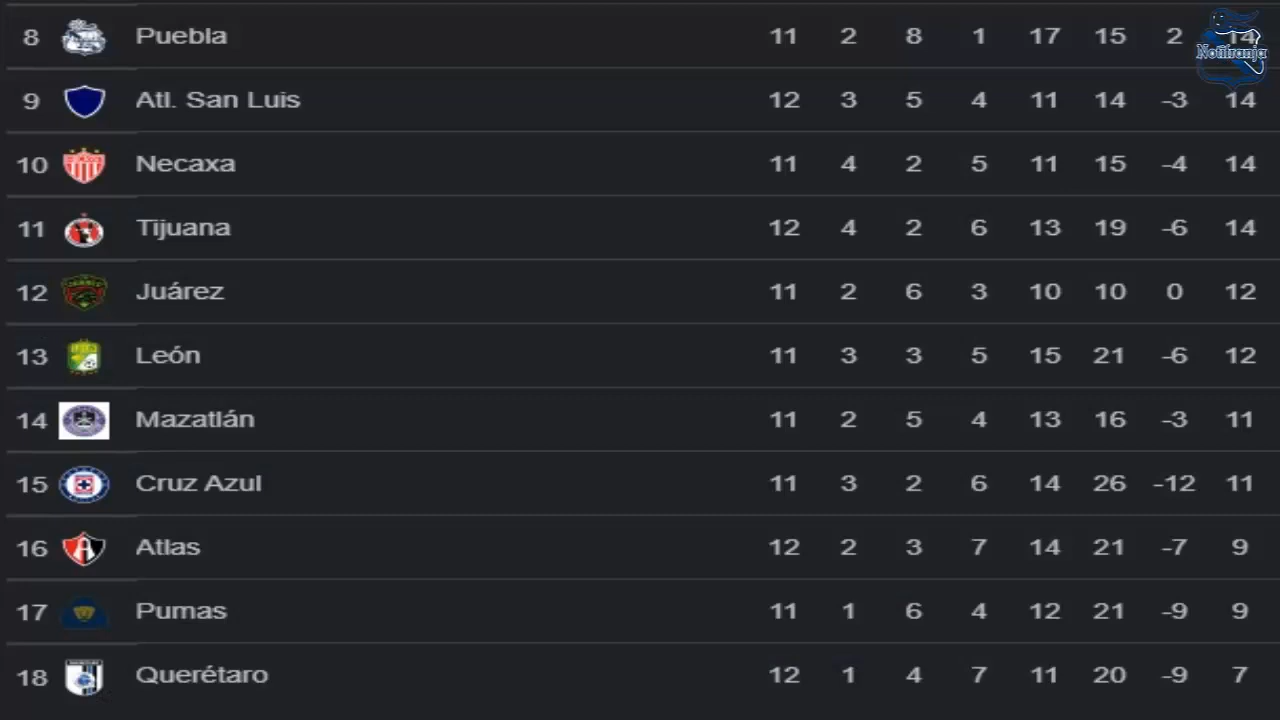 8 Puebla 11 2 8 1 17 15 2 14
Notifranja
9 Atl. San Luis 12 3 5 4 11 14 -3 14
10 Necaxa 11 4 2 5 11 15 -4 14
11 Tijuana 12 4 2 6 13 19 -6 14
12 Juárez 11 2 6 3 10 10 0 12
13 León 11 3 3 5 15 21 -6 12
14 Mazatlán 11 2 5 4 13 16 -3 11
15 Cruz Azul 11 3 2 6 14 26 -12 11
16 Atlas 12 2 3 7 14 21 -7 9
17 Pumas 11 1 6 4 12 21 -9 9
18 Querétaro 12 1 4 7 11 20 -9 7